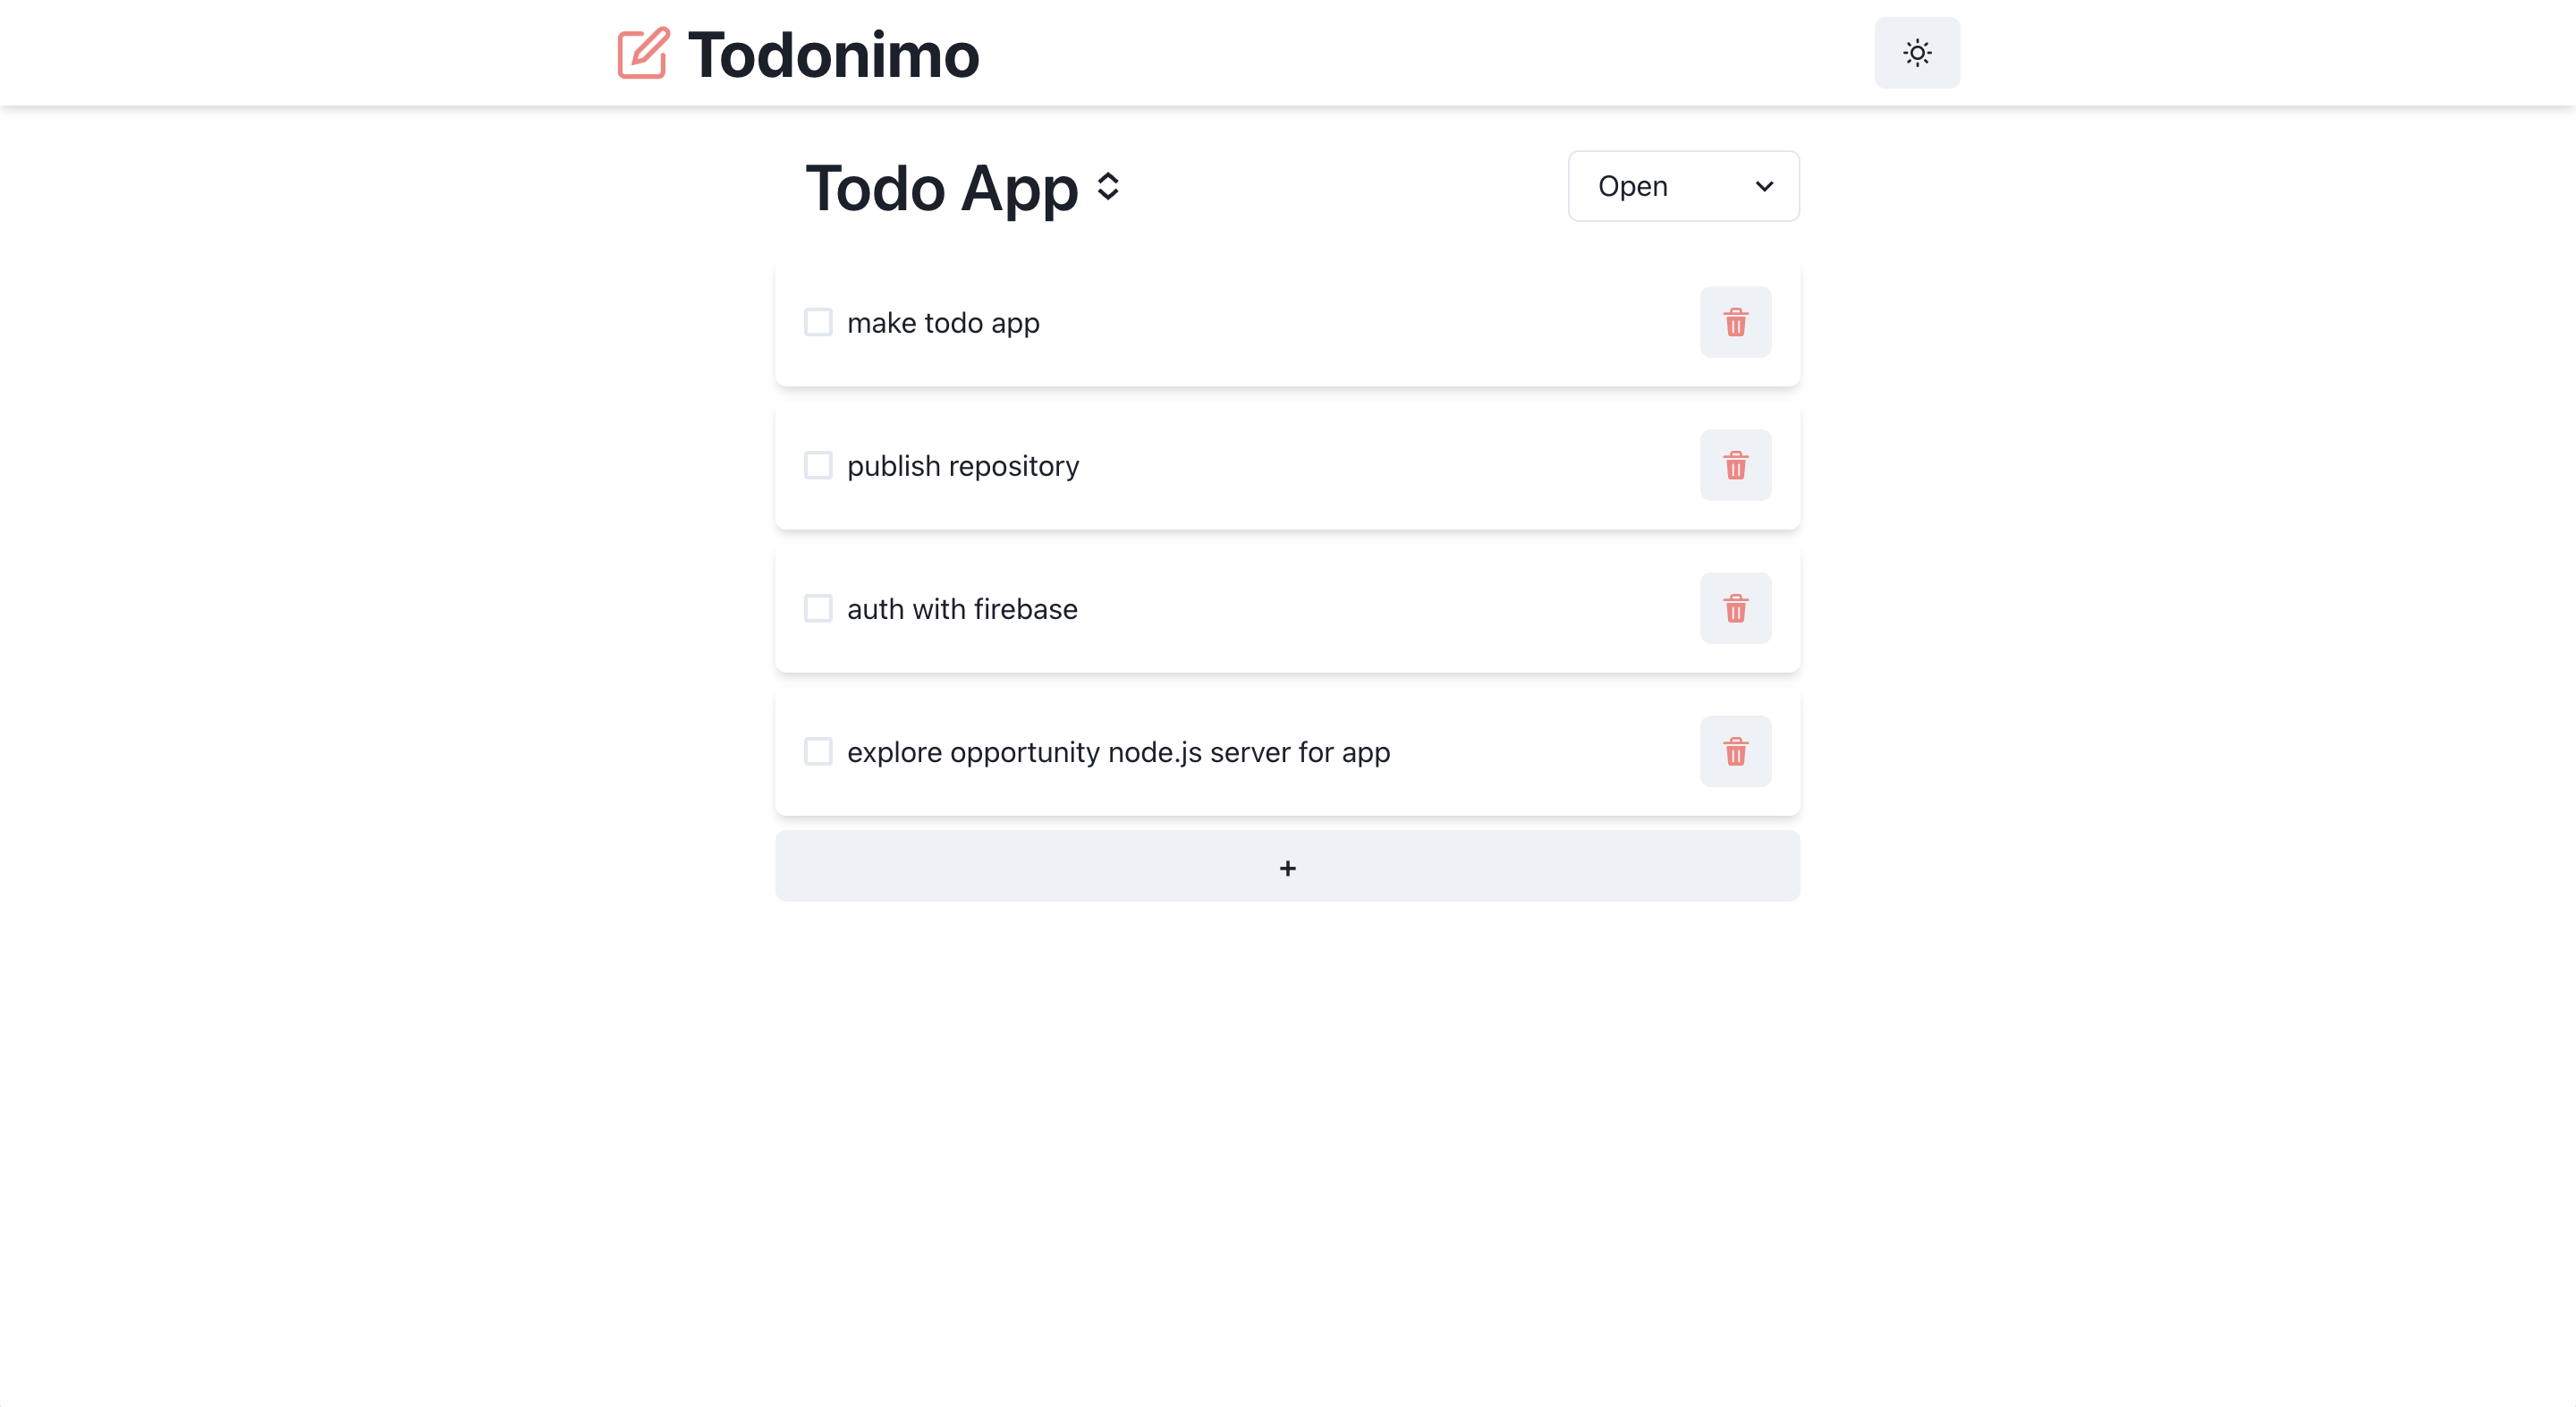 Todonimo
Todo App
Open
make todo app
publish repository
auth with firebase
explore opportunity node.js server for app
+